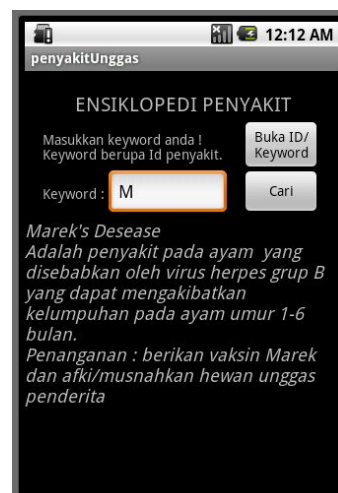 12:12 AM
penyakitUnggas
ENSIKLOPEDI PENYAKIT
Masukkan keyword anda !
Keyword berupa Id penyakit.
Buka ID/
Keyword
Keyword : M
Cari
Marek's Desease
Adalah penyakit pada ayam yang
disebabkan oleh virus herpes grup B
yang dapat mengakibatkan
kelumpuhan pada ayam umur 1-6
bulan.
Penanganan : berikan vaksin Marek
dan afki/musnahkan hewan unggas
penderita